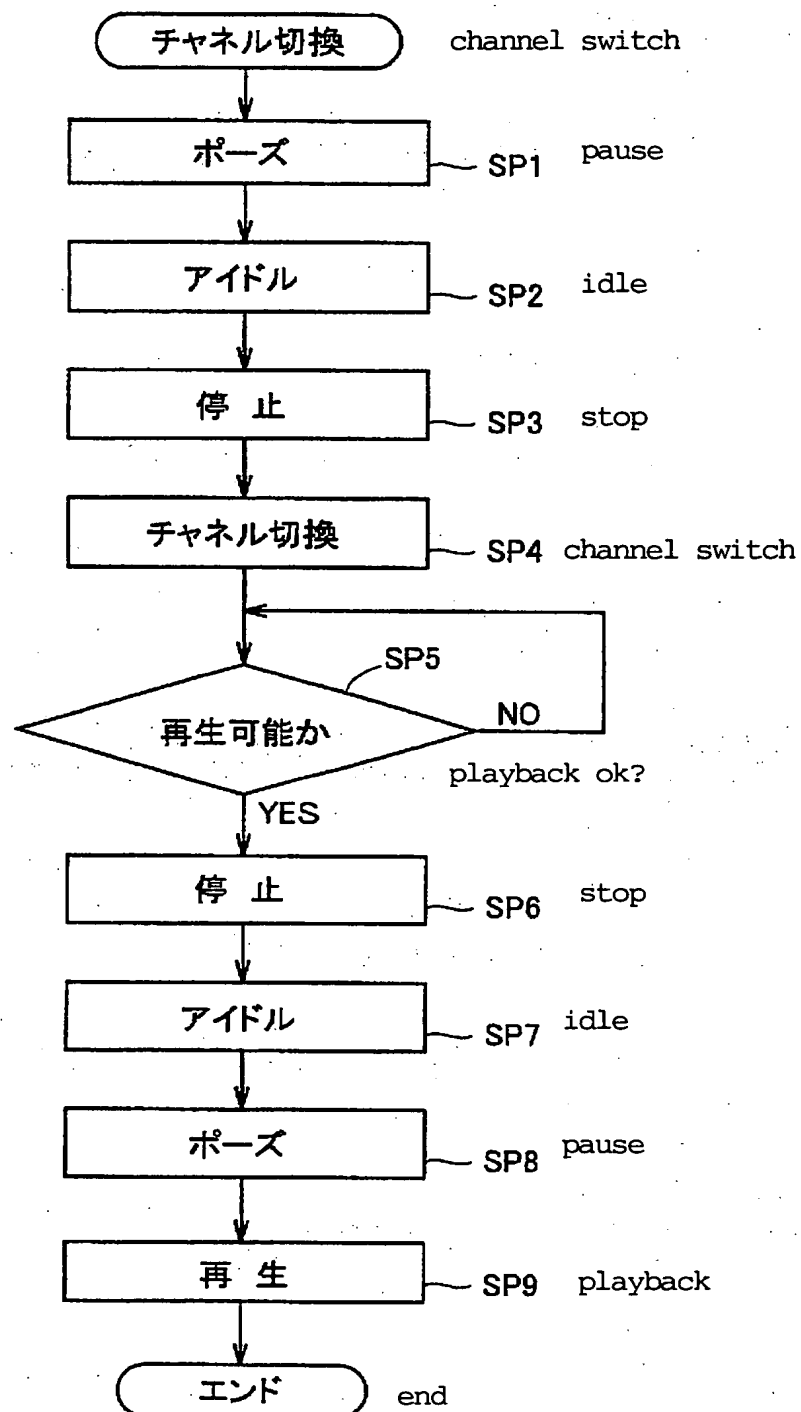 チャネル切換 channel switch
ポーズ SP1 pause
アイドル SP2 idle
停止 SP3 stop
チャネル切換 SP4 channel switch
SP5
再生可能か NO
playback ok?
YES
停止 SP6 stop
アイドル SP7 idle
ポーズ SP8 pause
再生 SP9 playback
エンド end